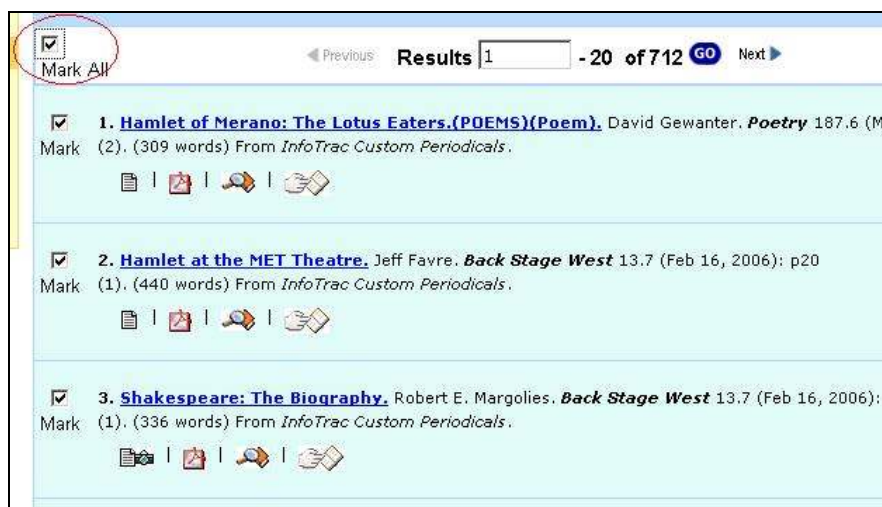 Mark All
Previous Results 1 - 20 of 712 GO Next
1. Hamlet of Merano: The Lotus Eaters.(POEMS)(Poem). David Gewanter. Poetry 187.6 (M
Mark (2). (309 words) From InfoTrac Custom Periodicals.
2. Hamlet at the MET Theatre. Jeff Favre. Back Stage West 13.7 (Feb 16, 2006): p20
Mark (1). (440 words) From InfoTrac Custom Periodicals.
3. Shakespeare: The Biography. Robert E. Margolies. Back Stage West 13.7 (Feb 16, 2006):
Mark (1). (336 words) From InfoTrac Custom Periodicals.